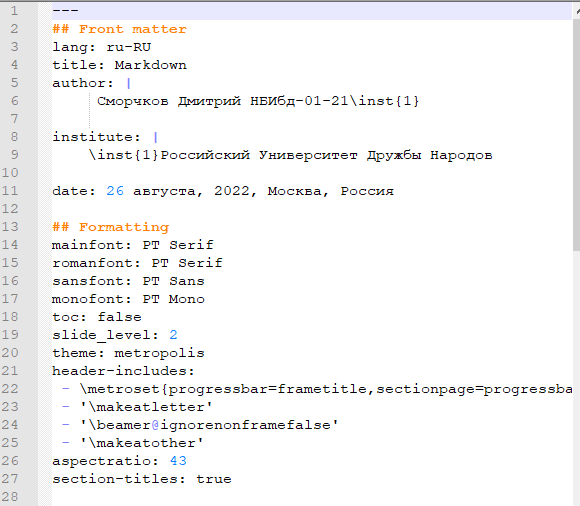 1 ---
2 ## Front matter
3 lang: ru-RU
4 title: Markdown
5 author: |
6 Сморчков Дмитрий НБИбд-01-21\inst{1}
7
8 institute: |
9 \inst{1}Российский Университет Дружбы Народов
10
11 date: 26 августа, 2022, Москва, Россия
12
13 ## Formatting
14 mainfont: PT Serif
15 romanfont: PT Serif
16 sansfont: PT Sans
17 monofont: PT Mono
18 toc: false
19 slide_level: 2
20 theme: metropolis
21 header-includes:
22 - \metroset{progressbar=frametitle,sectionpage=progressba
23 - '\makeatletter'
24 - '\beamer@ignorenonframefalse'
25 - '\makeatother'
26 aspectratio: 43
27 section-titles: true
28